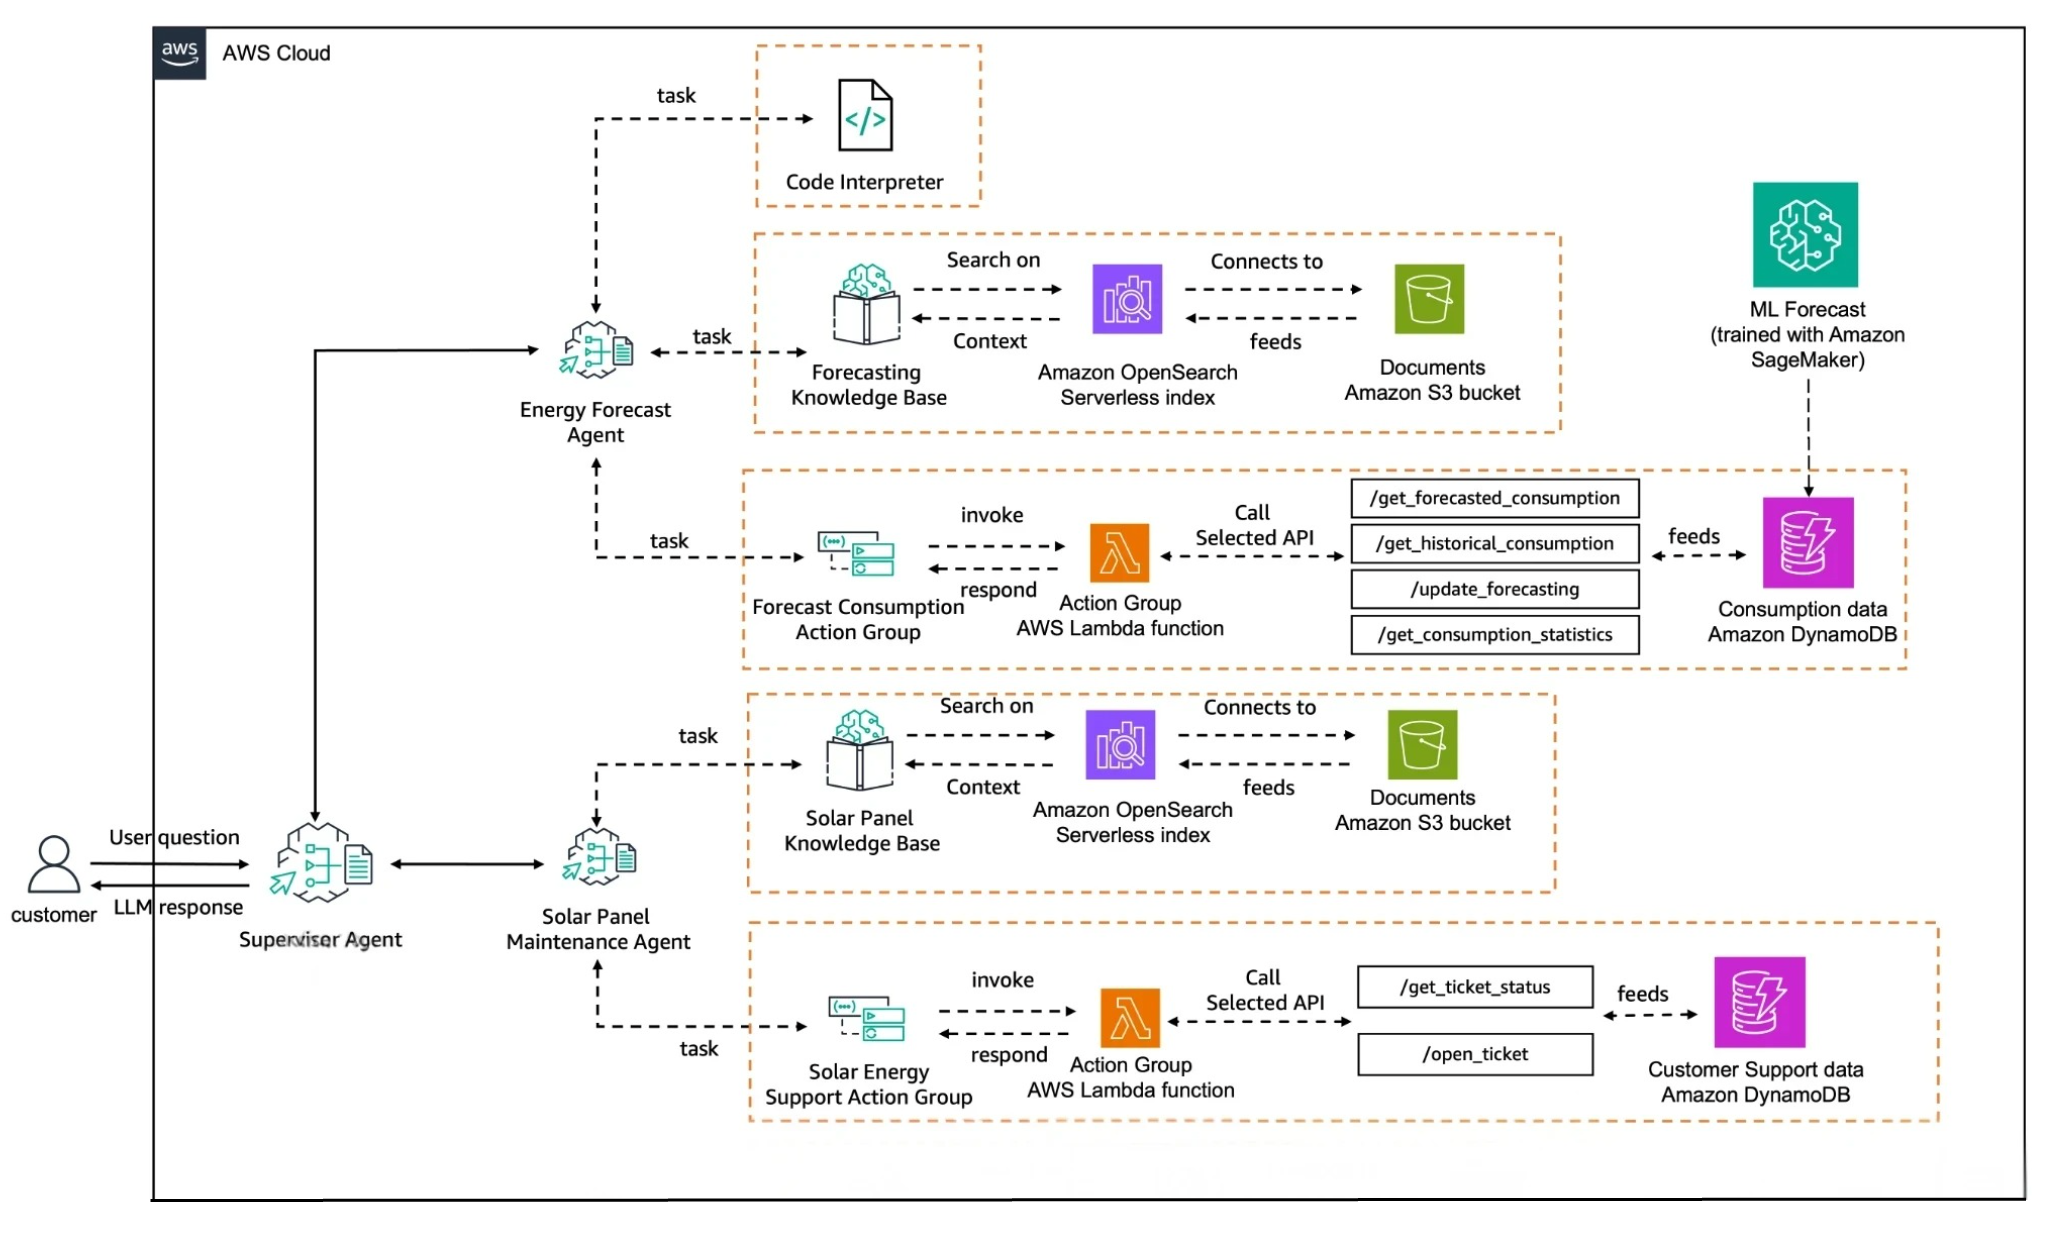 aws
AWS Cloud
task
</>
Code Interpreter
ML Forecast
(trained with Amazon
SageMaker)
task
Search on
Context
Connects to
feeds
Forecasting
Knowledge Base
Amazon OpenSearch
Serverless index
Documents
Amazon S3 bucket
Energy Forecast
Agent
task
invoke
respond
Call
Selected API
/get_forecasted_consumption
/get_historical_consumption
/update_forecasting
/get_consumption_statistics
feeds
(•••)
Forecast Consumption
Action Group
Action Group
AWS Lambda function
Consumption data
Amazon DynamoDB
task
Search on
Context
Connects to
feeds
Solar Panel
Knowledge Base
Amazon OpenSearch
Serverless index
Documents
Amazon S3 bucket
User question
LLM response
customer
Supervisor Agent
Solar Panel
Maintenance Agent
task
invoke
respond
Call
Selected API
/get_ticket_status
/open_ticket
feeds
(•••)
Solar Energy
Support Action Group
Action Group
AWS Lambda function
Customer Support data
Amazon DynamoDB